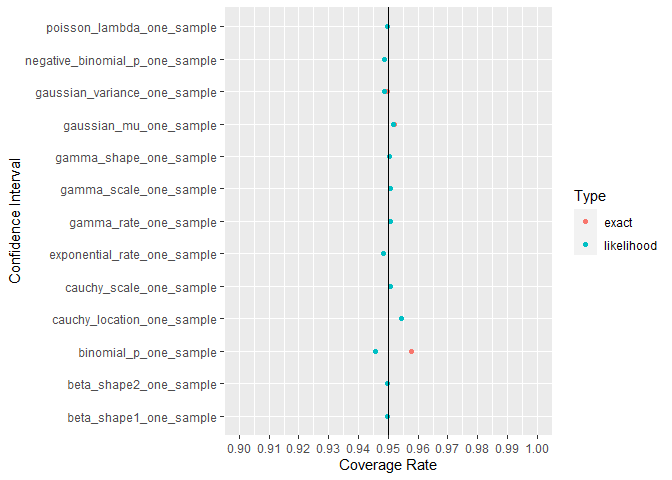 poisson_lambda_one_sample
negative_binomial_p_one_sample
gaussian_variance_one_sample
gaussian_mu_one_sample
gamma_shape_one_sample
gamma_scale_one_sample
gamma_rate_one_sample
exponential_rate_one_sample
cauchy_scale_one_sample
cauchy_location_one_sample
binomial_p_one_sample
beta_shape2_one_sample
beta_shape1_one_sample
Confidence Interval
0.90 0.91 0.92 0.93 0.94 0.95 0.96 0.97 0.98 0.99 1.00
Coverage Rate
Type
exact
likelihood